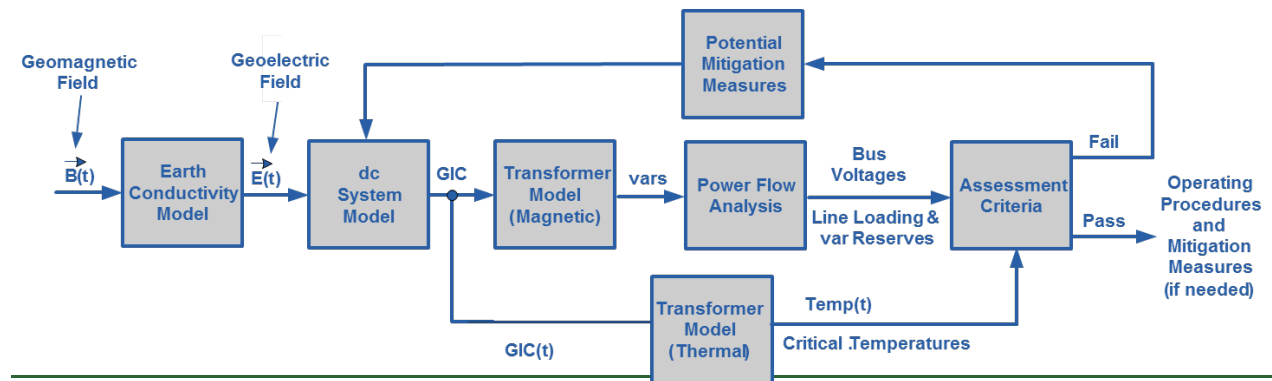 Geomagnetic
Field
Geoelectric
Field
B(t)
Earth
Conductivity
Model
E(t)
dc
System
Model
GIC
Transformer
Model
(Magnetic)
vars
Power Flow
Analysis
Bus
Voltages
Line Loading &
var Reserves
Assessment
Criteria
Potential
Mitigation
Measures
Fail
Pass
Operating
Procedures
and
Mitigation
Measures
(if needed)
GIC(t)
Transformer
Model
(Thermal)
Temp(t)
Critical .Temperatures